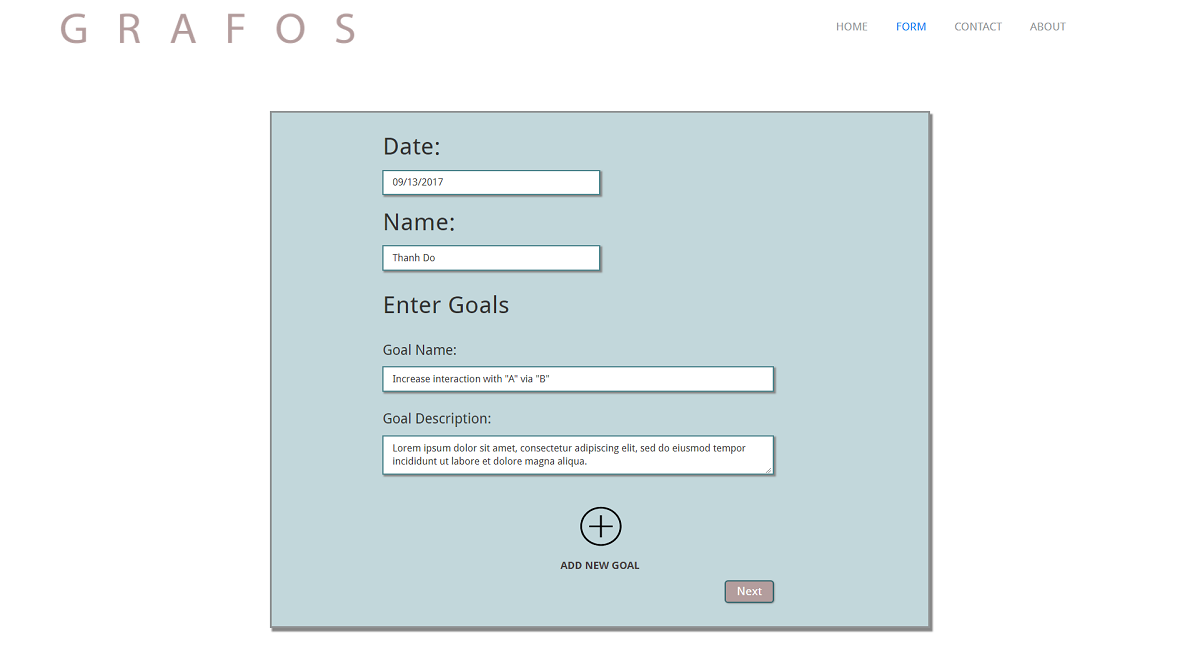 G R A F O S
HOME FORM CONTACT ABOUT
Date:
09/13/2017
Name:
Thanh Do
Enter Goals
Goal Name:
Increase interaction with "A" via "B"
Goal Description:
Lorem ipsum dolor sit amet, consectetur adipiscing elit, sed do eiusmod tempor
incididunt ut labore et dolore magna aliqua.
ADD NEW GOAL
Next